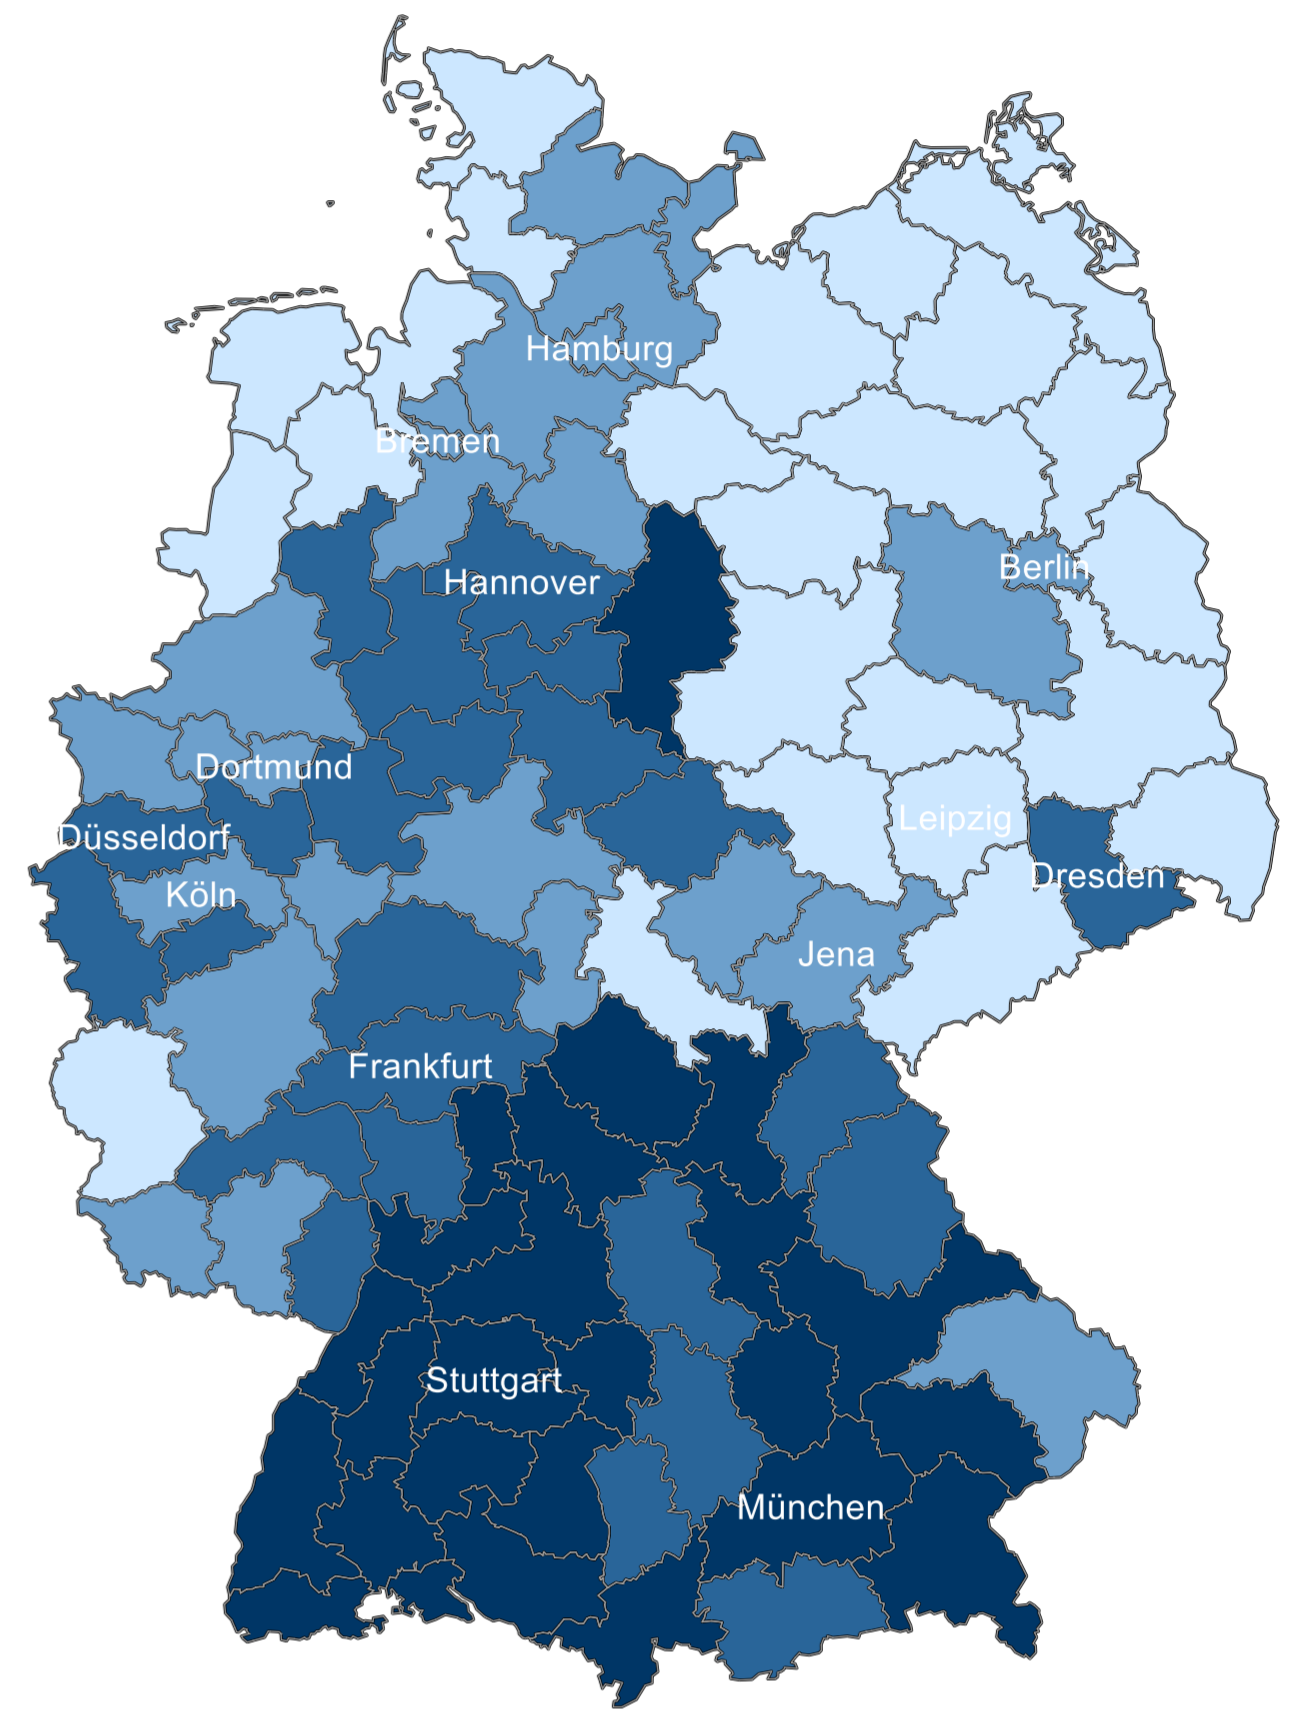 Hamburg
Bremen
Berlin
Hannover
Dortmund
Düsseldorf
Leipzig
Köln
Dresden
Jena
Frankfurt
Stuttgart
München